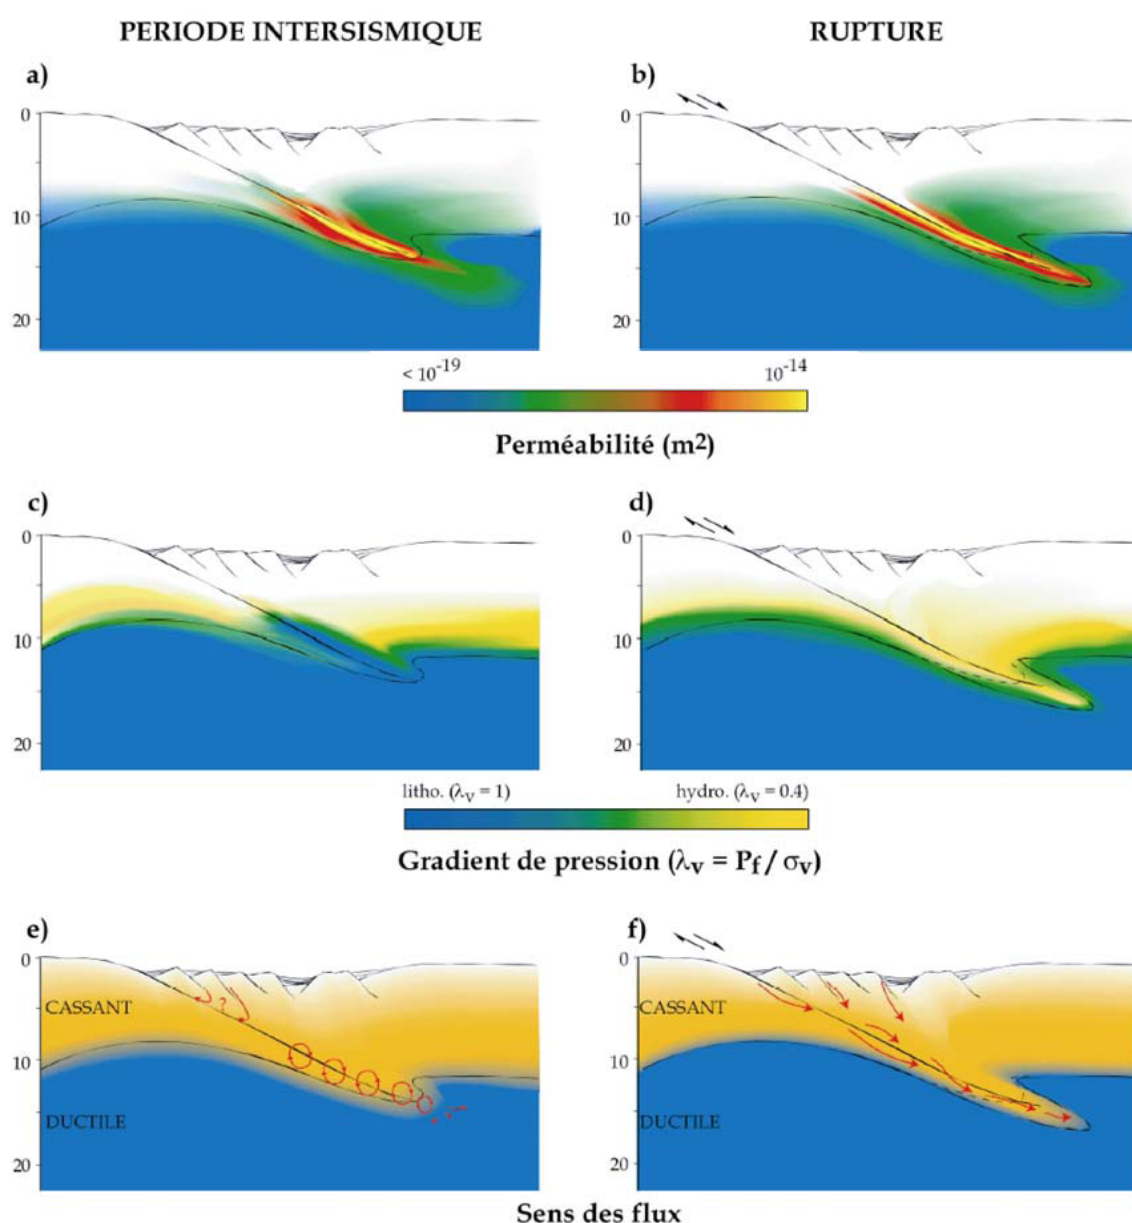 PERIODE INTERSISMIQUE
RUPTURE
a)
b)
0
10
20
0
10
20
< 10-19
10-14
Perméabilité (m2)
c)
d)
0
10
20
0
10
20
litho. (λv = 1)
hydro. (λv = 0.4)
Gradient de pression (λv = Pf / σv)
e)
f)
0
CASSANT
?
10
DUCTILE
20
0
CASSANT
10
DUCTILE
20
Sens des flux